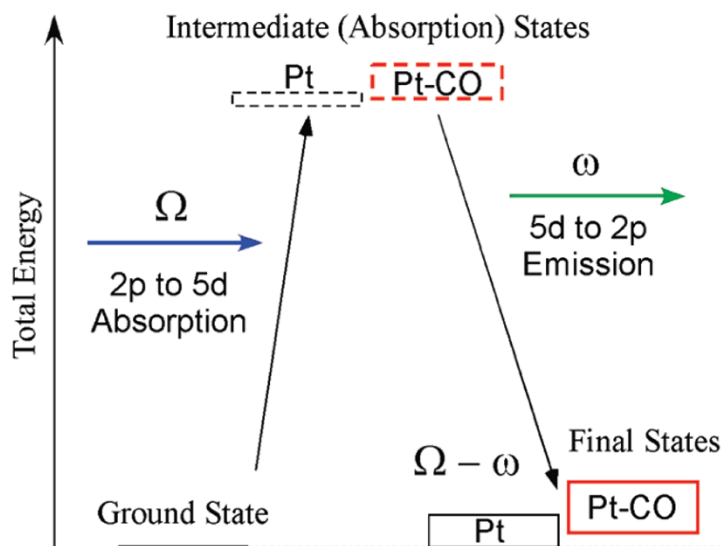 Intermediate (Absorption) States
Pt
Pt-CO
Total Energy
Ω
2p to 5d
Absorption
ω
5d to 2p
Emission
Ω − ω
Final States
Ground State
Pt
Pt-CO